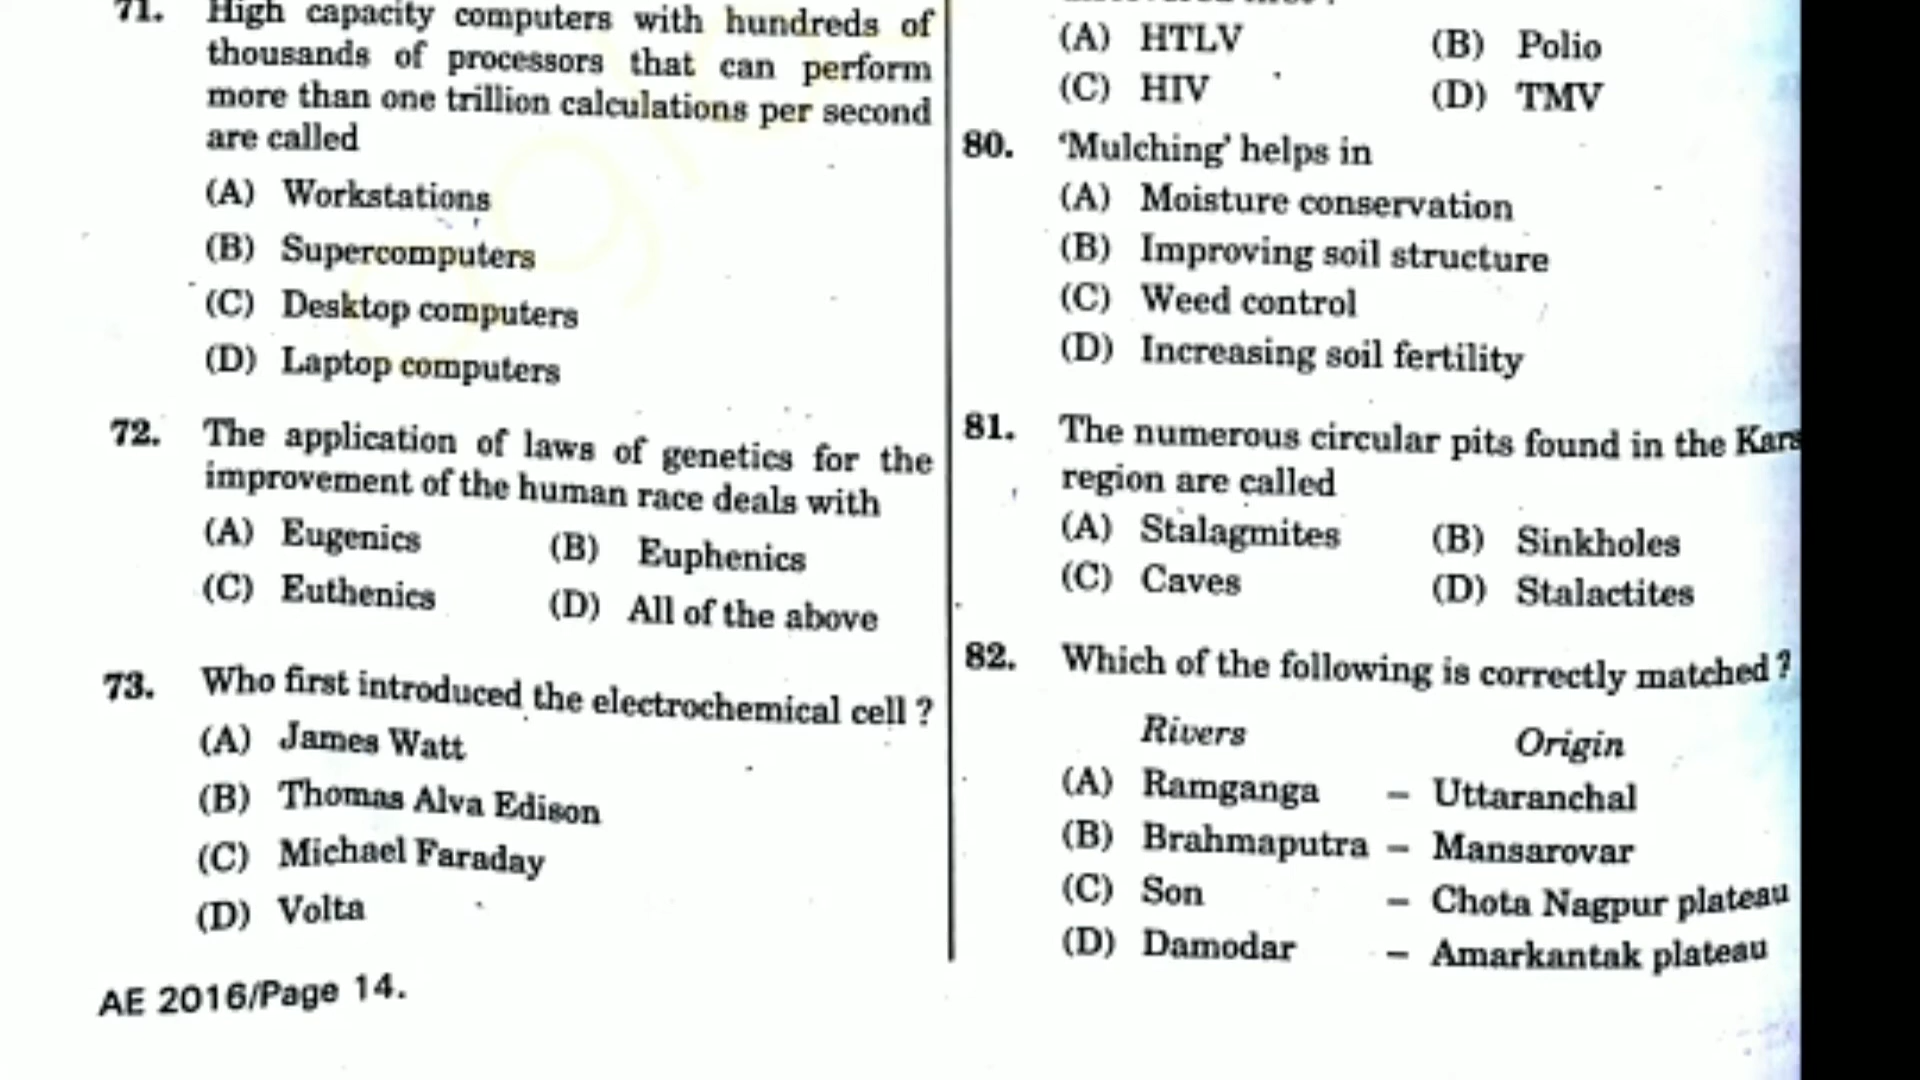 71. High capacity computers with hundreds of
thousands of processors that can perform
more than one trillion calculations per second
are called
(A) Workstations
(B) Supercomputers
(C) Desktop computers
(D) Laptop computers
72. The application of laws of genetics for the
improvement of the human race deals with
(A) Eugenics (B) Euphenics
(C) Euthenics (D) All of the above
73. Who first introduced the electrochemical cell ?
(A) James Watt
(B) Thomas Alva Edison
(C) Michael Faraday
(D) Volta
AE 2016/Page 14.
(A) HTLV (B) Polio
(C) HIV (D) TMV
80. ‘Mulching’ helps in
(A) Moisture conservation
(B) Improving soil structure
(C) Weed control
(D) Increasing soil fertility
81. The numerous circular pits found in the
region are called
(A) Stalagmites (B) Sinkholes
(C) Caves (D) Stalactites
82. Which of the following is correctly matched ?
Rivers Origin
(A) Ramganga – Uttaranchal
(B) Brahmaputra – Mansarovar
(C) Son – Chota Nagpur plateau
(D) Damodar – Amarkantak plateau